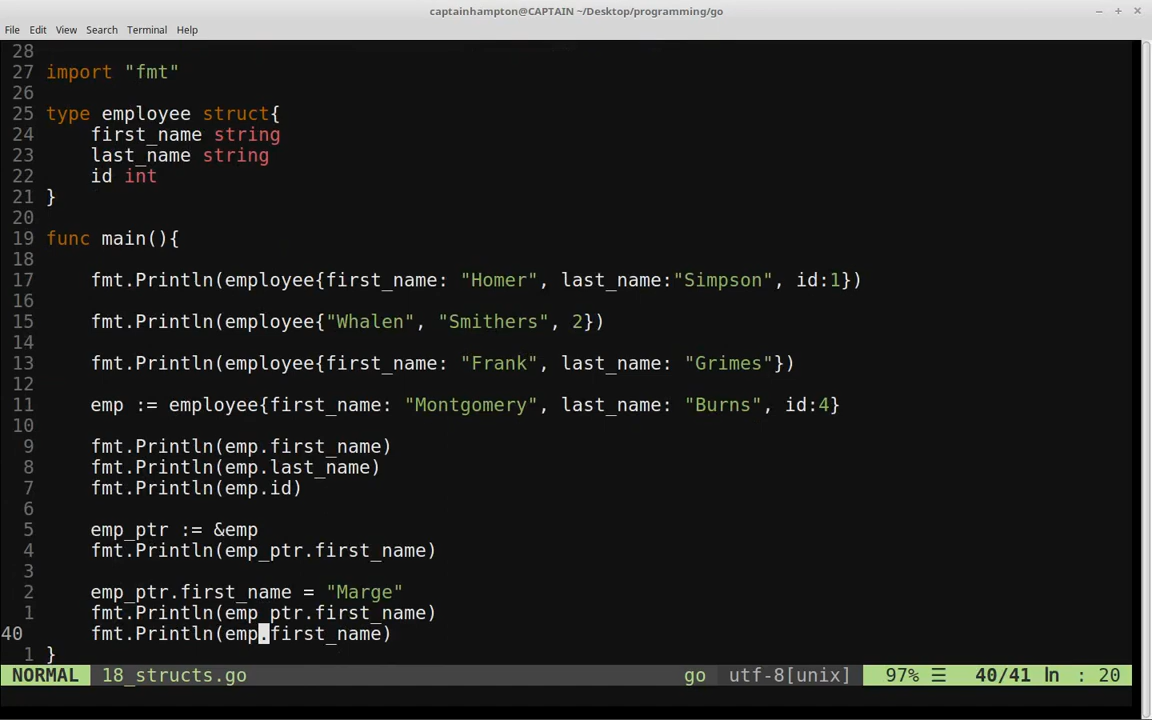 captainhampton@CAPTAIN ~/Desktop/programming/go
File Edit View Search Terminal Help
28
27 import "fmt"
26
25 type employee struct{
24     first_name string
23     last_name string
22     id int
21 }
20
19 func main(){
18
17     fmt.Println(employee{first_name: "Homer", last_name:"Simpson", id:1})
16
15     fmt.Println(employee{"Whalen", "Smithers", 2})
14
13     fmt.Println(employee{first_name: "Frank", last_name: "Grimes"})
12
11     emp := employee{first_name: "Montgomery", last_name: "Burns", id:4}
10
9     fmt.Println(emp.first_name)
8     fmt.Println(emp.last_name)
7     fmt.Println(emp.id)
6
5     emp_ptr := &emp
4     fmt.Println(emp_ptr.first_name)
3
2     emp_ptr.first_name = "Marge"
1     fmt.Println(emp_ptr.first_name)
40     fmt.Println(emp.first_name)
1 }
NORMAL 18_structs.go go utf-8[unix] 97% ☰ 40/41 ln : 20